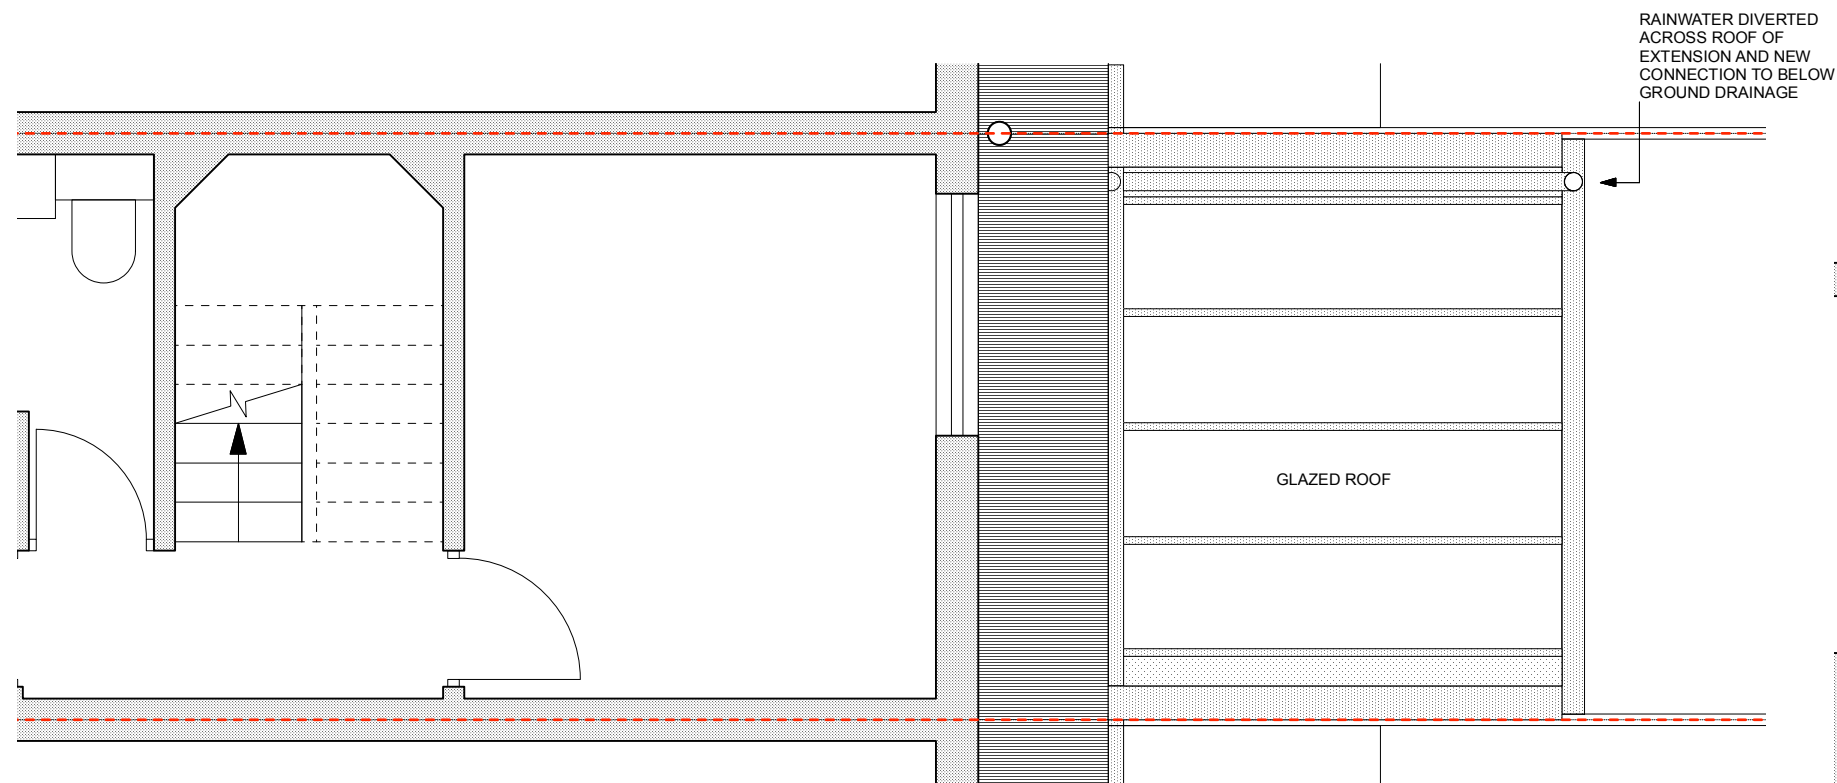 RAINWATER DIVERTED
ACROSS ROOF OF
EXTENSION AND NEW
CONNECTION TO BELOW
GROUND DRAINAGE
GLAZED ROOF